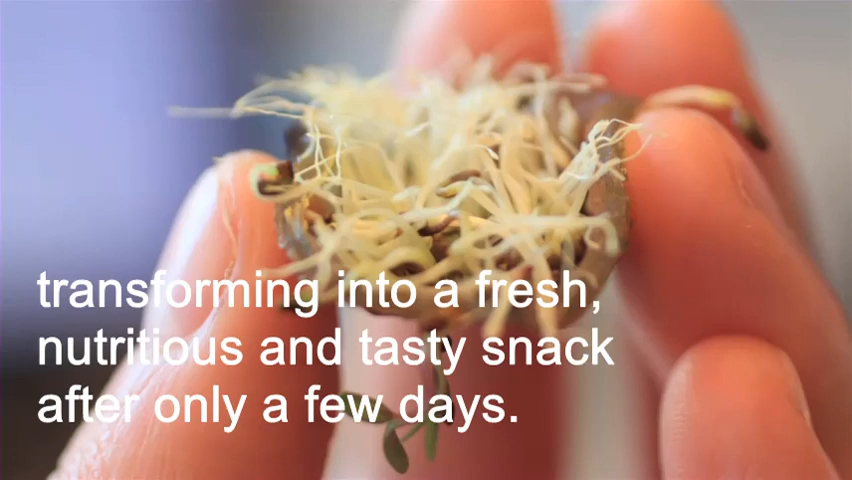 transforming into a fresh,
nutritious and tasty snack
after only a few days.